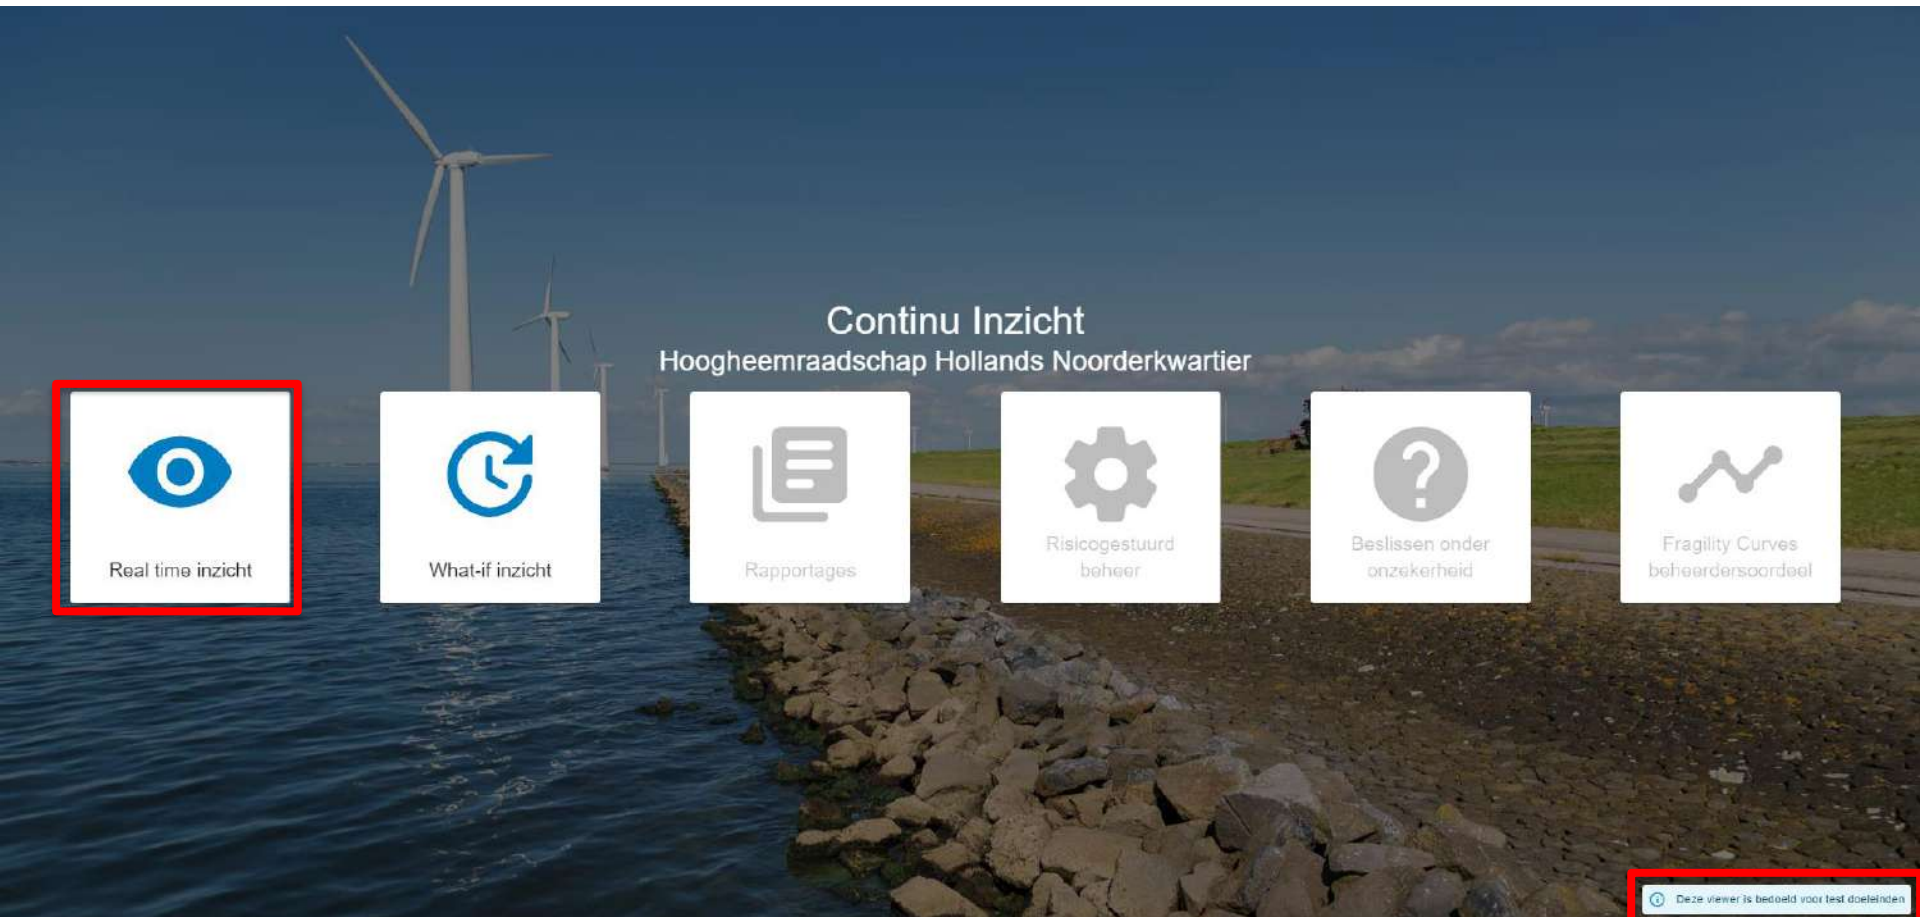 Continu Inzicht
Hoogheemraadschap Hollands Noorderkwartier
Real time inzicht
What-if inzicht
Rapportages
Risicogestuurd
beheer
Beslissen onder
onzekerheid
Fragility Curves
beheerdersoordeel
Deze viewer is bedoeld voor test doeleinden